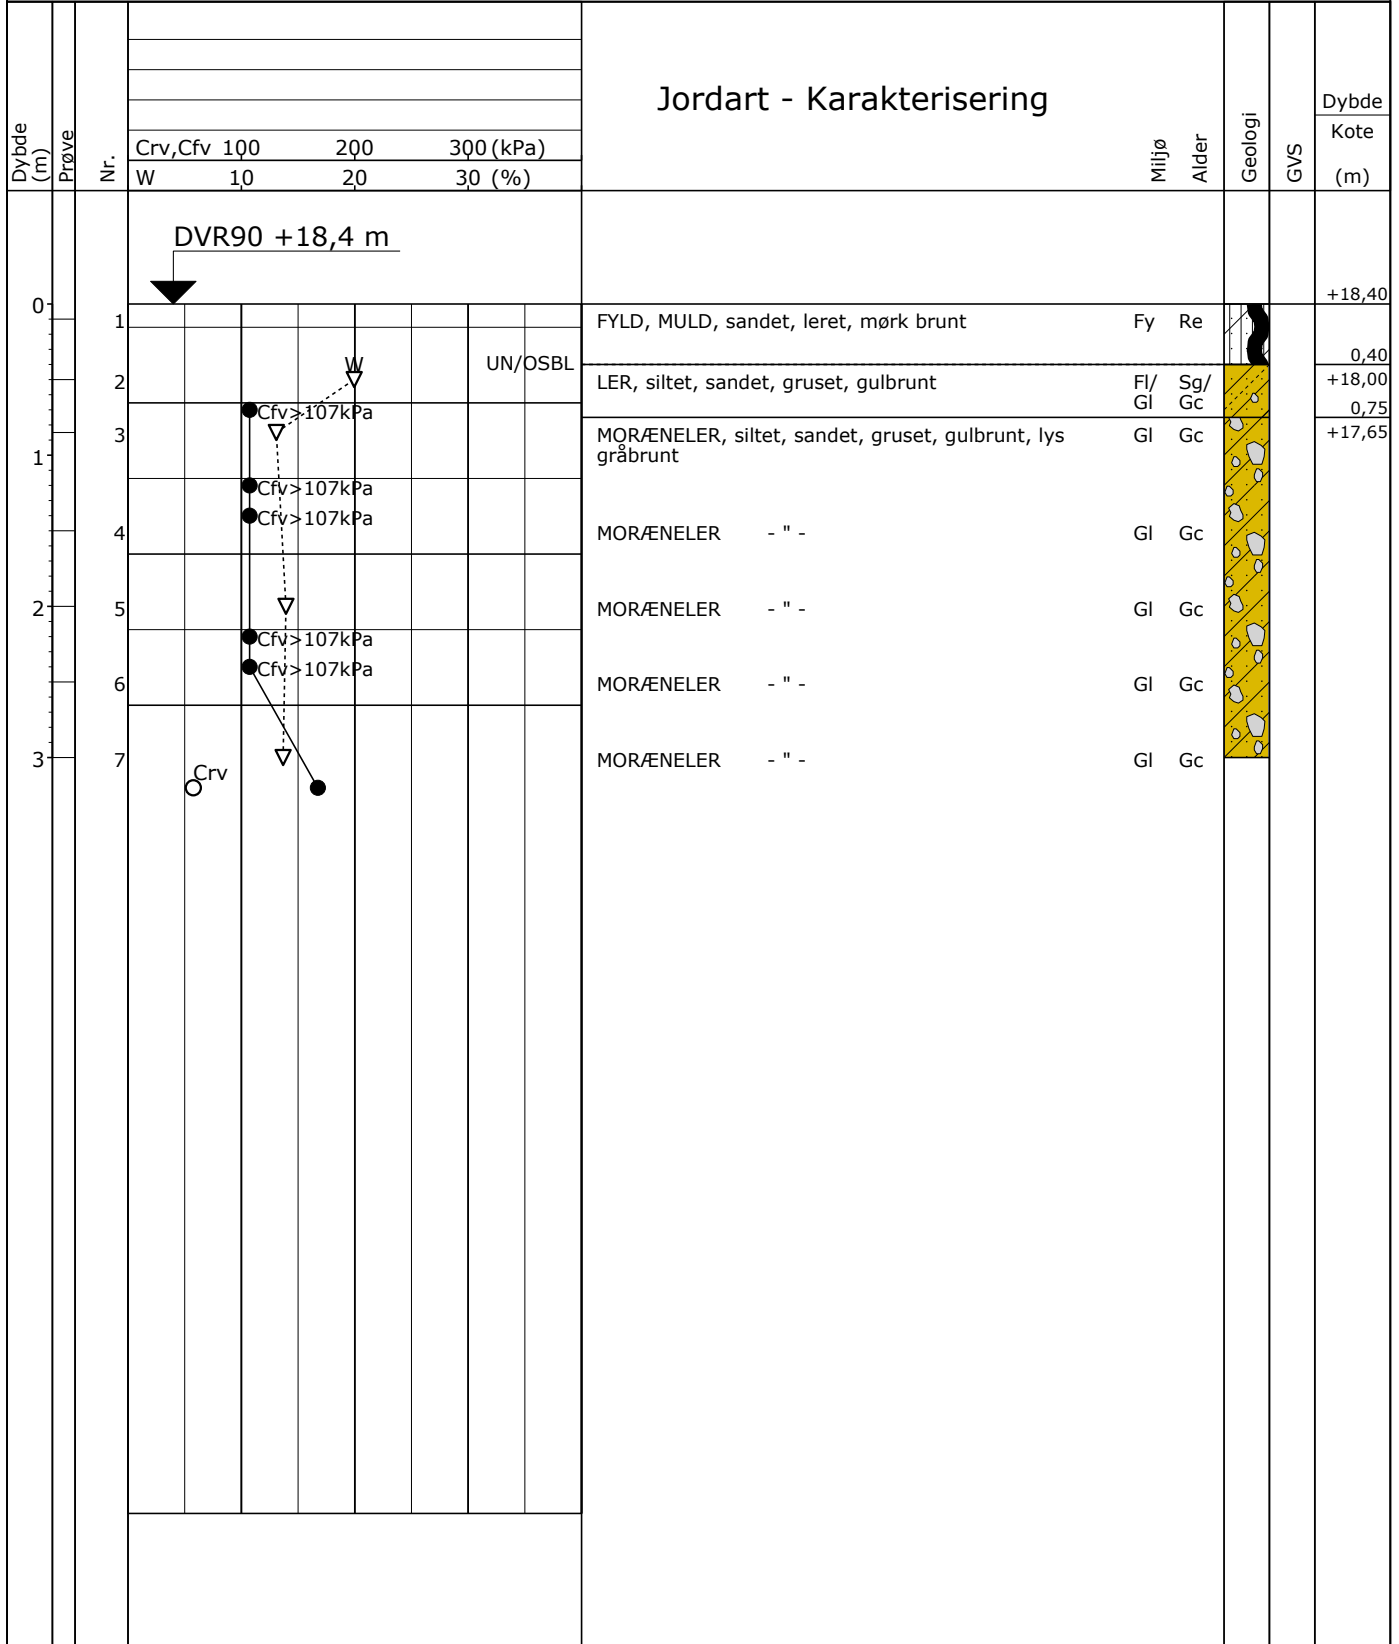 Jordart - Karakterisering
Dybde (m)
Prøve
Nr.
Crv,Cfv 100 200 300 (kPa)
W 10 20 30 (%)
Miljø
Alder
Geologi
GVS
Dybde
Kote
(m)
DVR90 +18,4 m
+18,40
0
1 FYLD, MULD, sandet, leret, mørk brunt Fy Re
W UN/OSBL 0,40
2 LER, siltet, sandet, gruset, gulbrunt Fl/ Sg/ +18,00
Gl Gc
Cfv>107kPa 0,75
3 MORÆNELER, siltet, sandet, gruset, gulbrunt, lys Gl Gc +17,65
1 gråbrunt
Cfv>107kPa
Cfv>107kPa
4 MORÆNELER - " - Gl Gc
2 5 MORÆNELER - " - Gl Gc
Cfv>107kPa
Cfv>107kPa
6 MORÆNELER - " - Gl Gc
3 7 MORÆNELER - " - Gl Gc
Crv